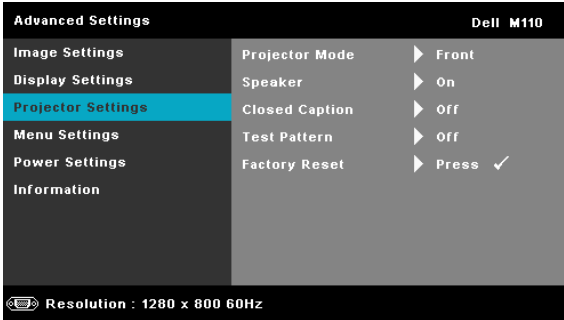 Advanced Settings Dell M110
Image Settings
Display Settings
Projector Settings
Menu Settings
Power Settings
Information
Projector Mode Front
Speaker On
Closed Caption Off
Test Pattern Off
Factory Reset Press ✓
Resolution : 1280 x 800 60Hz